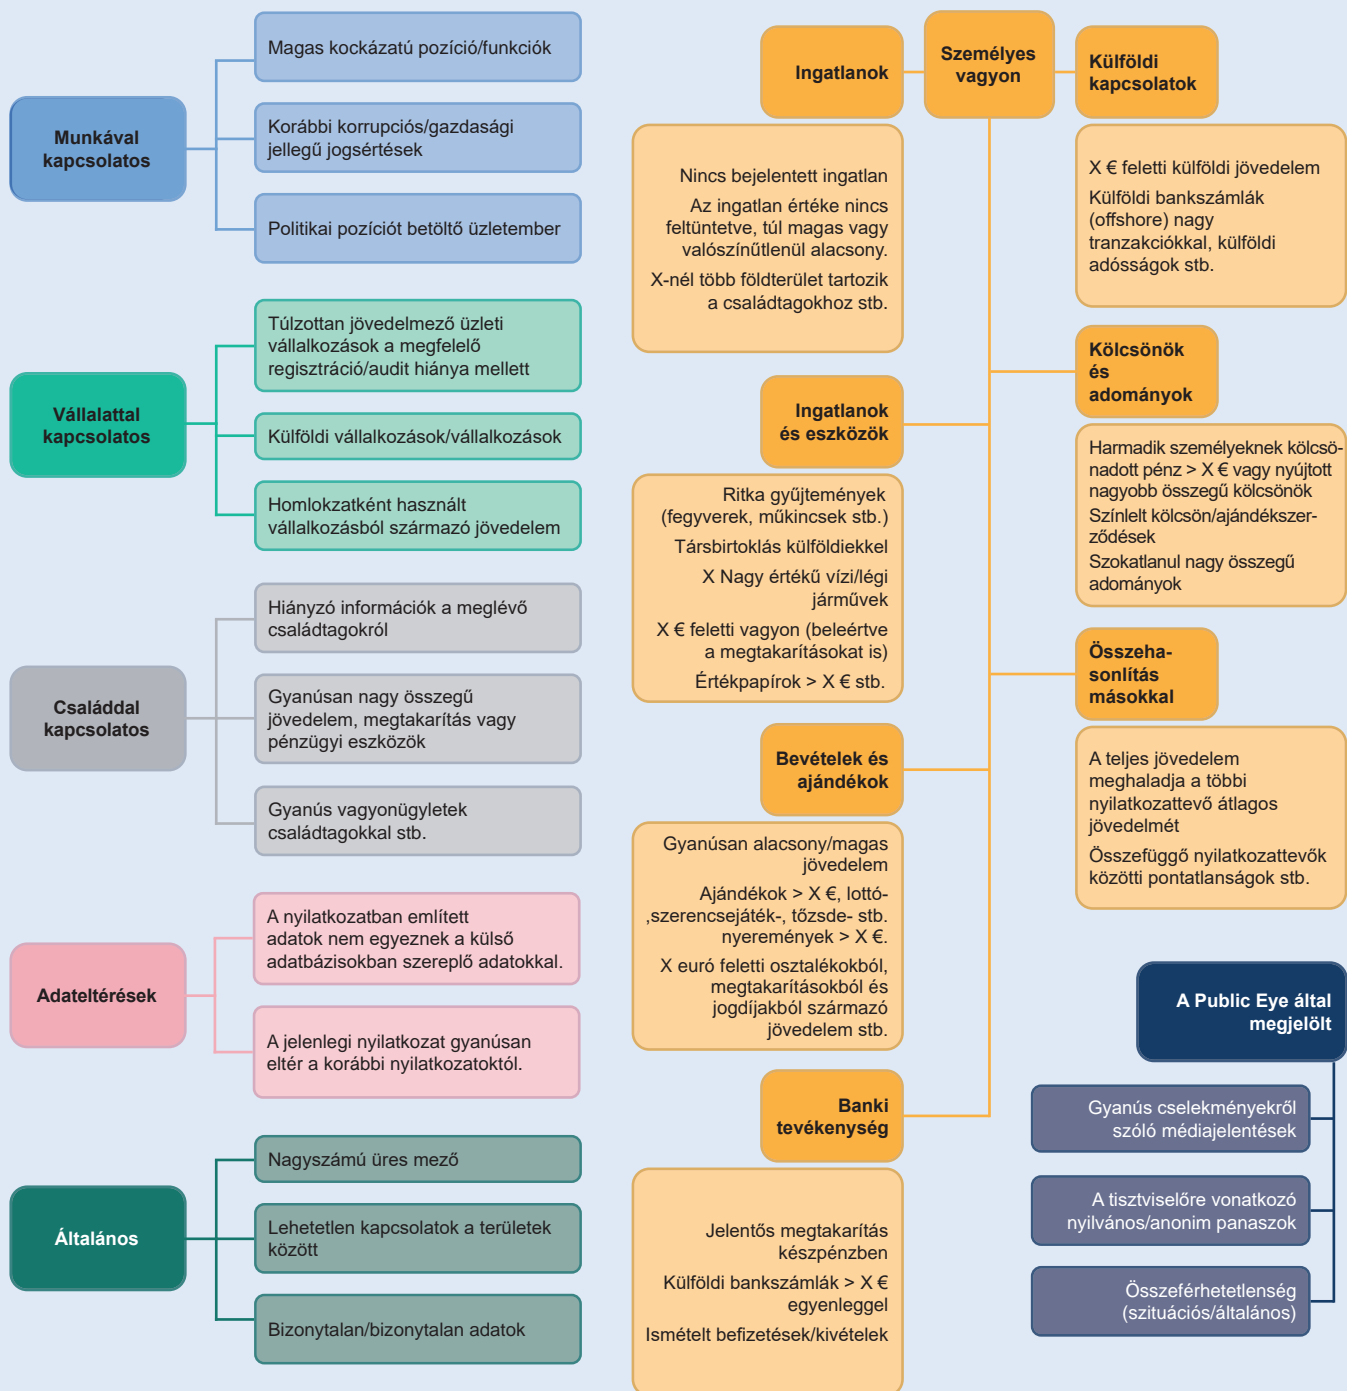 Munkával
kapcsolatos
Magas kockázatú pozíció/funkciók
Korábbi korrupciós/gazdasági
jellegű jogsértések
Politikai pozíciót betöltő üzletember
Vállalattal
kapcsolatos
Túlzottan jövedelmező üzleti
vállalkozások a megfelelő
regisztráció/audit hiánya mellett
Külföldi vállalkozások/vállalkozások
Homlokzatként használt
vállalkozásból származó jövedelem
Családdal
kapcsolatos
Hiányzó információk a meglévő
családtagokról
Gyanúsan nagy összegű
jövedelem, megtakarítás vagy
pénzügyi eszközök
Gyanús vagyonügyletek
családtagokkal stb.
Adateltérések
A nyilatkozatban említett
adatok nem egyeznek a külső
adatbázisokban szereplő adatokkal.
A jelenlegi nyilatkozat gyanúsan
eltér a korábbi nyilatkozatoktól.
Általános
Nagyszámú üres mező
Lehetetlen kapcsolatok a területek
között
Bizonytalan/bizonytalan adatok
Személyes
vagyon
Ingatlanok
Nincs bejelentett ingatlan
Az ingatlan értéke nincs
feltüntetve, túl magas vagy
valószínűtlenül alacsony.
X-nél több földterület tartozik
a családtagokhoz stb.
Ingatlanok
és eszközök
Ritka gyűjtemények
(fegyverek, műkincsek stb.)
Társbirtoklás külföldiekkel
X Nagy értékű vízi/légi
járművek
X € feletti vagyon (beleértve
a megtakarításokat is)
Értékpapírok > X € stb.
Bevételek és
ajándékok
Gyanúsan alacsony/magas
jövedelem
Ajándékok > X €, lottó-
,szerencsejáték-, tőzsde- stb.
nyeremények > X €.
X euró feletti osztalékokból,
megtakarításokból és
jogdíjakból származó
jövedelem stb.
Banki
tevékenység
Jelentős megtakarítás
készpénzben
Külföldi bankszámlák > X €
egyenleggel
Ismételt befizetések/kivételek
Külföldi
kapcsolatok
X € feletti külföldi jövedelem
Külföldi bankszámlák
(offshore) nagy
tranzakciókkal, külföldi
adósságok stb.
Kölcsönök
és
adományok
Harmadik személyeknek kölcsö-
nadott pénz > X € vagy nyújtott
nagyobb összegű kölcsönök
Színlelt kölcsön/ajándékszer-
ződések
Szokatlanul nagy összegű
adományok
Összeha-
sonlítás
másokkal
A teljes jövedelem
meghaladja a többi
nyilatkozattevő átlagos
jövedelmét
Összefüggő nyilatkozattevők
közötti pontatlanságok stb.
A Public Eye által
megjelölt
Gyanús cselekményekről
szóló médiajelentések
A tisztviselőre vonatkozó
nyilvános/anonim panaszok
Összeférhetetlenség
(szituációs/általános)